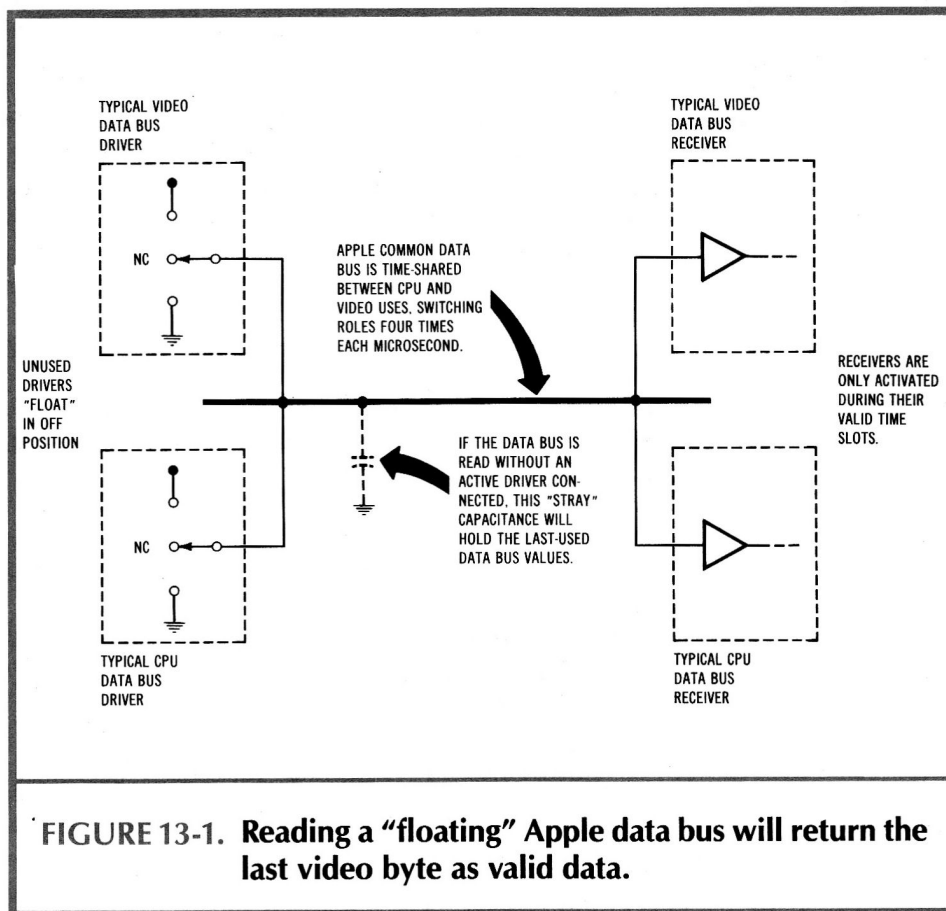 TYPICAL VIDEO
DATA BUS
DRIVER
NC
UNUSED
DRIVERS
"FLOAT"
IN OFF
POSITION
NC
TYPICAL CPU
DATA BUS
DRIVER
APPLE COMMON DATA
BUS IS TIME-SHARED
BETWEEN CPU AND
VIDEO USES, SWITCHING
ROLES FOUR TIMES
EACH MICROSECOND.
IF THE DATA BUS IS
READ WITHOUT AN
ACTIVE DRIVER CON-
NECTED, THIS "STRAY"
CAPACITANCE WILL
HOLD THE LAST-USED
DATA BUS VALUES.
TYPICAL VIDEO
DATA BUS
RECEIVER
RECEIVERS ARE
ONLY ACTIVATED
DURING THEIR
VALID TIME
SLOTS.
TYPICAL CPU
DATA BUS
RECEIVER
FIGURE 13-1. Reading a “floating” Apple data bus will return the
last video byte as valid data.